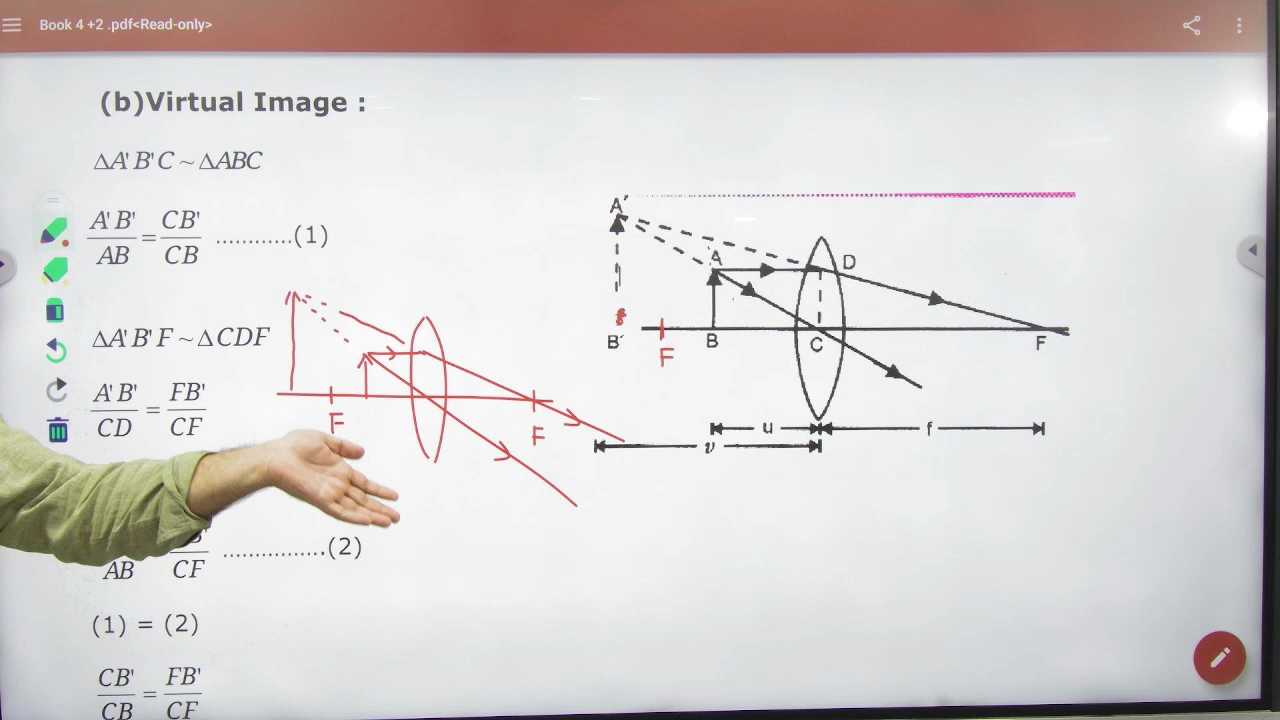 Book 4 +2 .pdf<Read-only>
(b)Virtual Image :
ΔA' B' C ~ ΔABC
A' B' / AB = CB' / CB ............(1)
ΔA' B' F ~ ΔCDF
A' B' / CD = FB' / CF
AB CF ................(2)
(1) = (2)
CB' / CB = FB' / CF
F
F
A'
A
D
B'
F
B
C
F
u
f
v